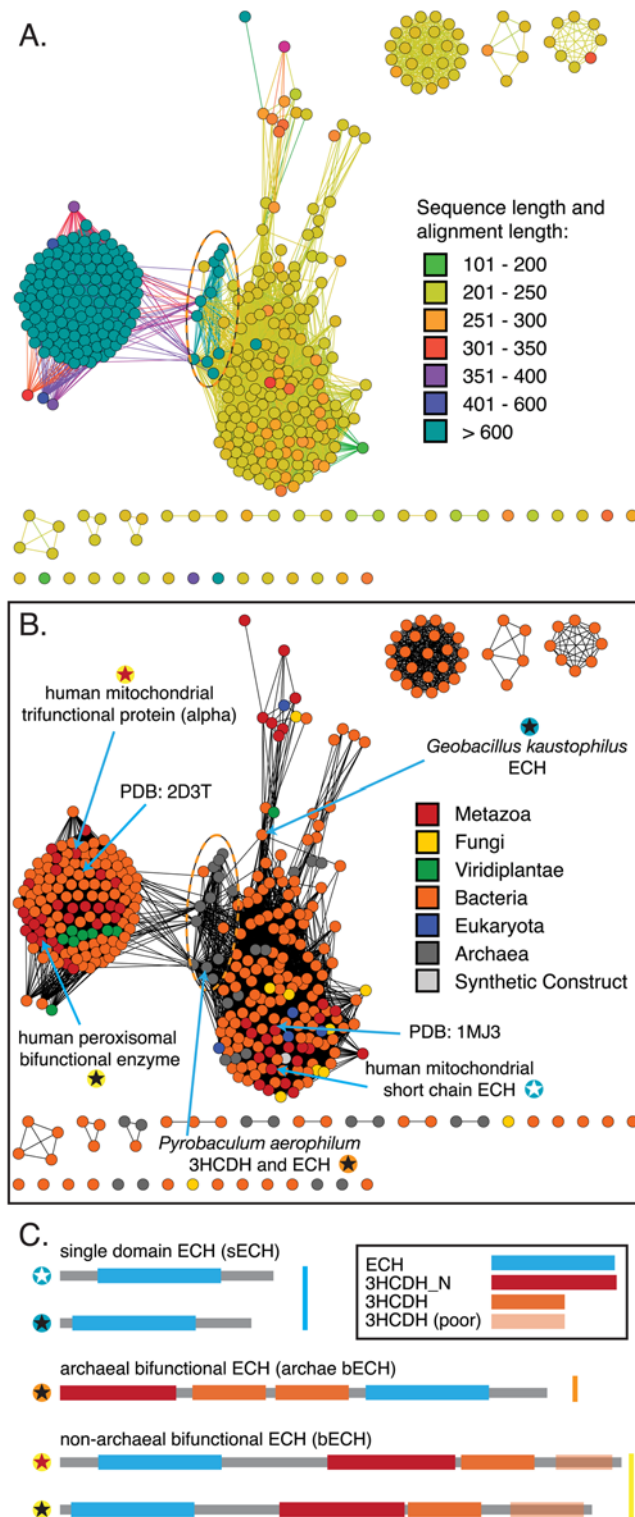 A.
Sequence length and
alignment length:
101 - 200
201 - 250
251 - 300
301 - 350
351 - 400
401 - 600
> 600
B.
human mitochondrial
trifunctional protein (alpha)
PDB: 2D3T
Geobacillus kaustophilus
ECH
Metazoa
Fungi
Viridiplantae
Bacteria
Eukaryota
Archaea
Synthetic Construct
human peroxisomal
bifunctional enzyme
PDB: 1MJ3
human mitochondrial
short chain ECH
Pyrobaculum aerophilum
3HCDH and ECH
C.
single domain ECH (sECH)
ECH
3HCDH_N
3HCDH
3HCDH (poor)
archaeal bifunctional ECH (archae bECH)
non-archaeal bifunctional ECH (bECH)